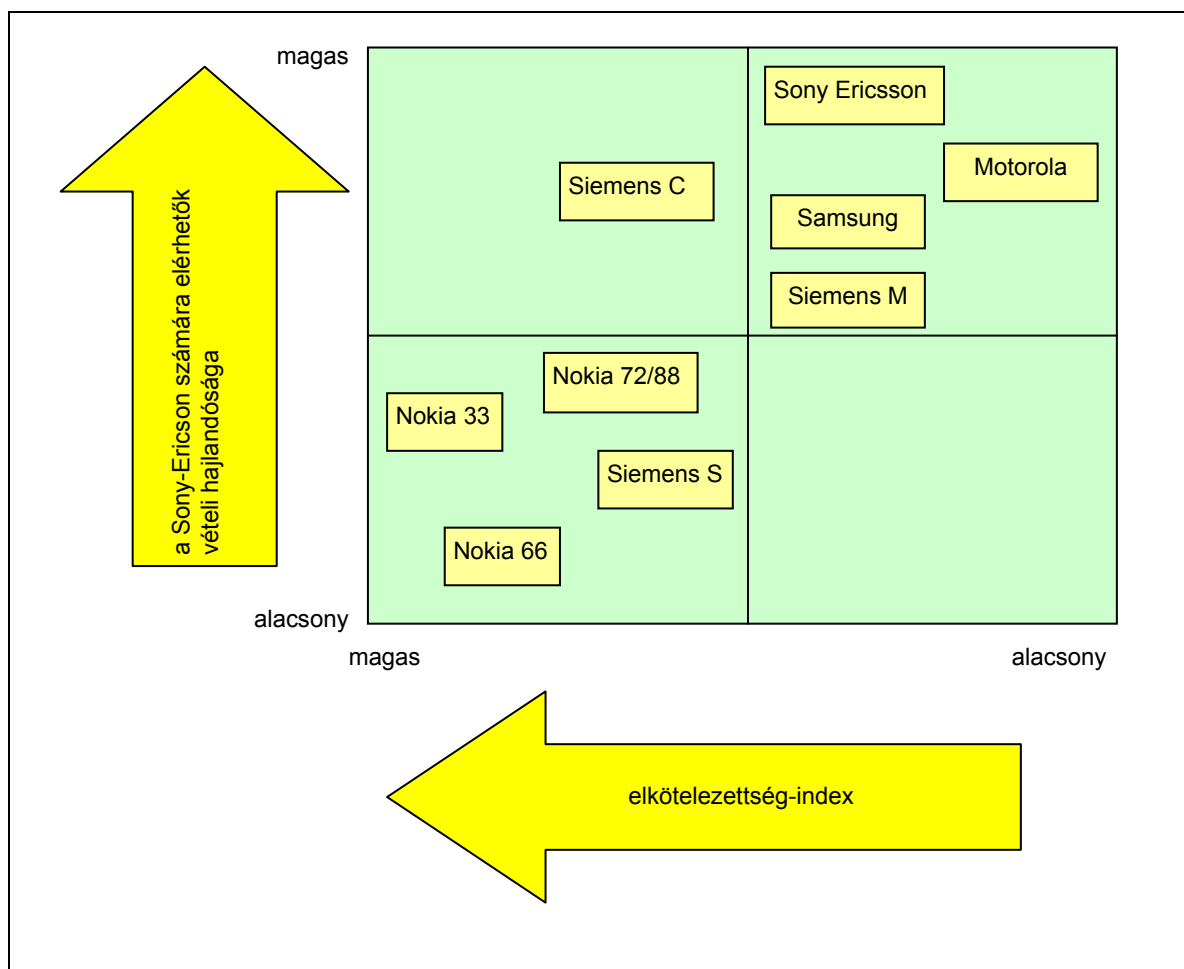 magas
Sony Ericsson
Motorola
Siemens C
Samsung
Siemens M
a Sony-Ericson számára elérhetők
vételi hajlandósága
Nokia 72/88
Nokia 33
Siemens S
Nokia 66
alacsony
magas
alacsony
elkötelezettség-index